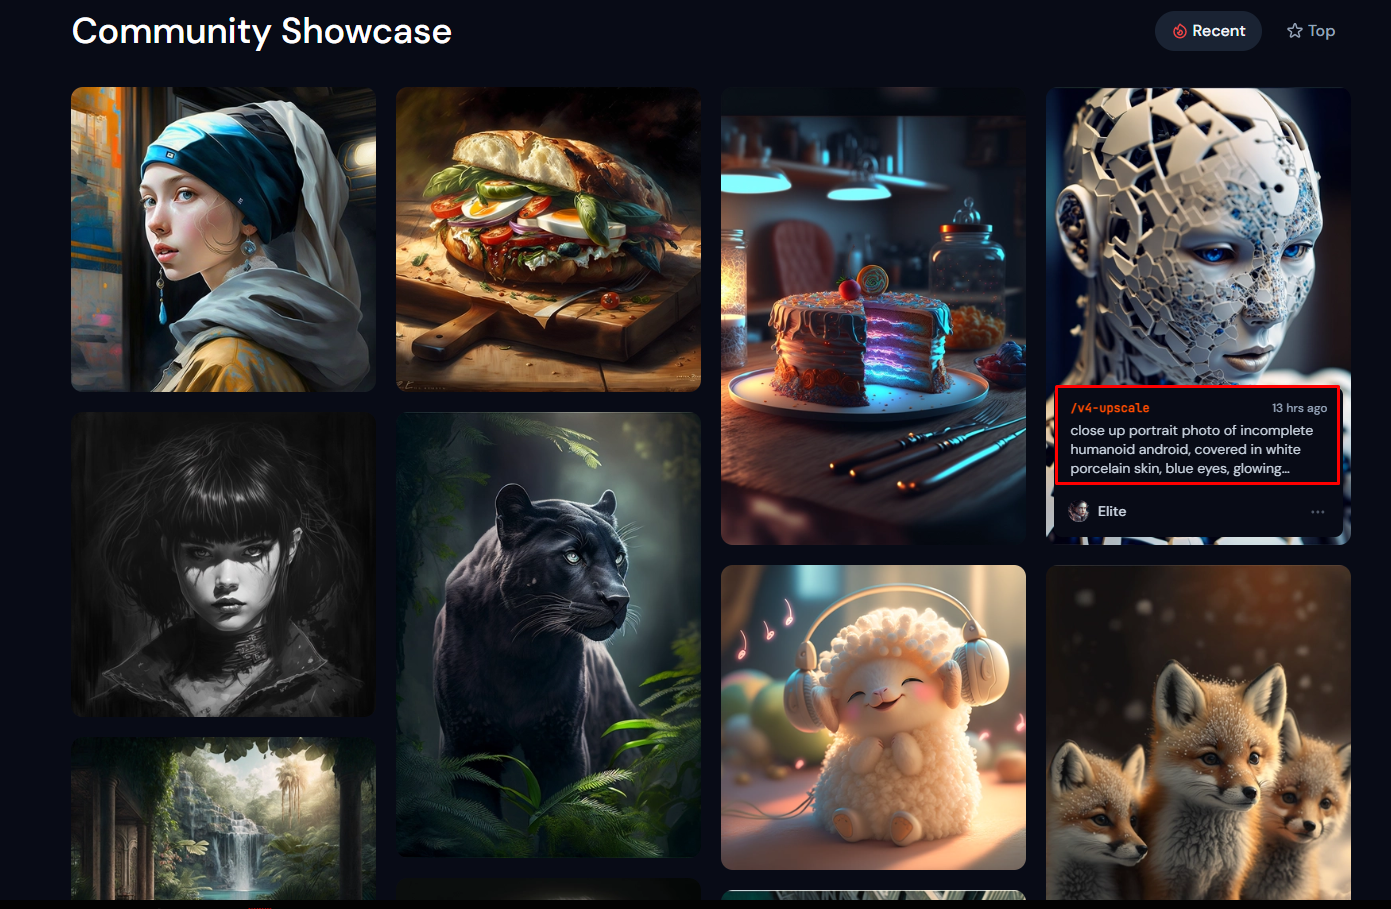 Community Showcase
Recent
Top
/v4-upscale
13 hrs ago
close up portrait photo of incomplete
humanoid android, covered in white
porcelain skin, blue eyes, glowing...
Elite